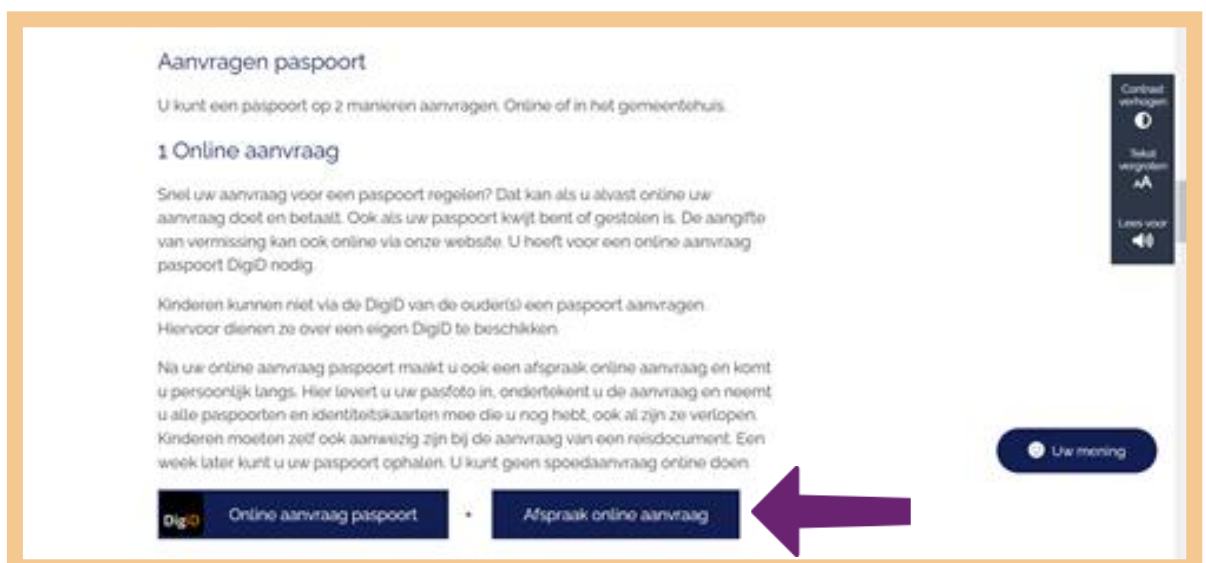 Aanvragen paspoort
U kunt een paspoort op 2 manieren aanvragen. Online of in het gemeentehuis.
1 Online aanvraag
Snel uw aanvraag voor een paspoort regelen? Dat kan als u alvast online uw
aanvraag doet en betaalt. Ook als uw paspoort kwijt bent of gestolen is. De aangifte
van vermissing kan ook online via onze website. U heeft voor een online aanvraag
paspoort DigiD nodig.
Kinderen kunnen niet via de DigiD van de ouder(s) een paspoort aanvragen.
Hiervoor dienen ze over een eigen DigiD te beschikken.
Na uw online aanvraag paspoort maakt u ook een afspraak online aanvraag en komt
u persoonlijk langs. Hier levert u uw pasfoto in, ondertekent u de aanvraag en neemt
u alle paspoorten en identiteitskaarten mee die u nog hebt, ook al zijn ze verlopen.
Kinderen moeten zelf ook aanwezig zijn bij de aanvraag van een reisdocument. Een
week later kunt u uw paspoort ophalen. U kunt geen spoedaanvraag online doen.
DigiD Online aanvraag paspoort + Afspraak online aanvraag
Contrast
verhogen
Tekst
vergroten
AA
Lees voor
Uw mening